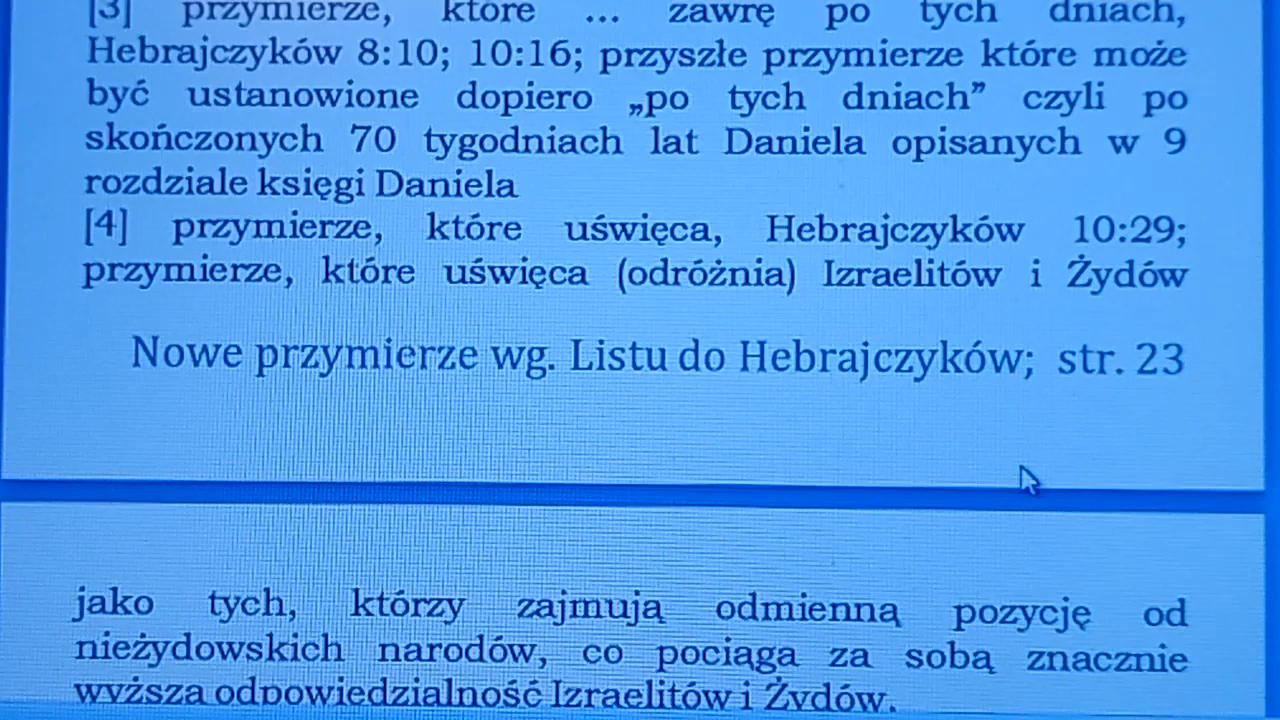 [3] przymierze, które ... zawrę po tych dniach,
Hebrajczyków 8:10; 10:16; przyszłe przymierze które może
być ustanowione dopiero „po tych dniach” czyli po
skończonych 70 tygodniach lat Daniela opisanych w 9
rozdziale księgi Daniela
[4] przymierze, które uświęca, Hebrajczyków 10:29;
przymierze, które uświęca (odróżnia) Izraelitów i Żydów
Nowe przymierze wg. Listu do Hebrajczyków; str. 23
jako tych, którzy zajmują odmienną pozycję od
nieżydowskich narodów, co pociąga za sobą znacznie
wyższą odpowiedzialność Izraelitów i Żydów.